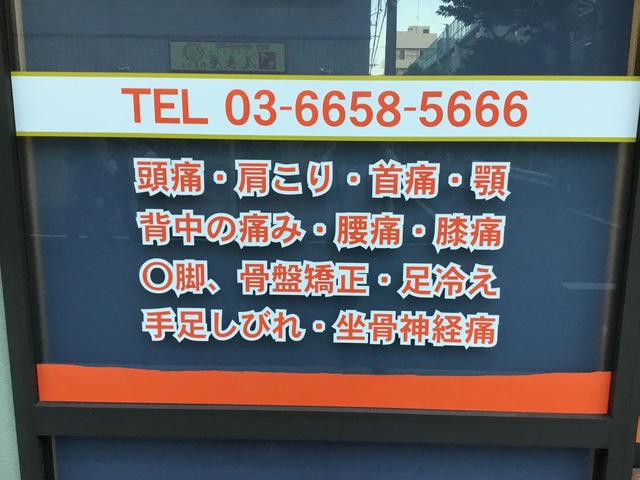 TEL 03-6658-5666
頭痛・肩こり・首痛・顎
背中の痛み・腰痛・膝痛
〇脚、骨盤矯正・足冷え
手足しびれ・坐骨神経痛